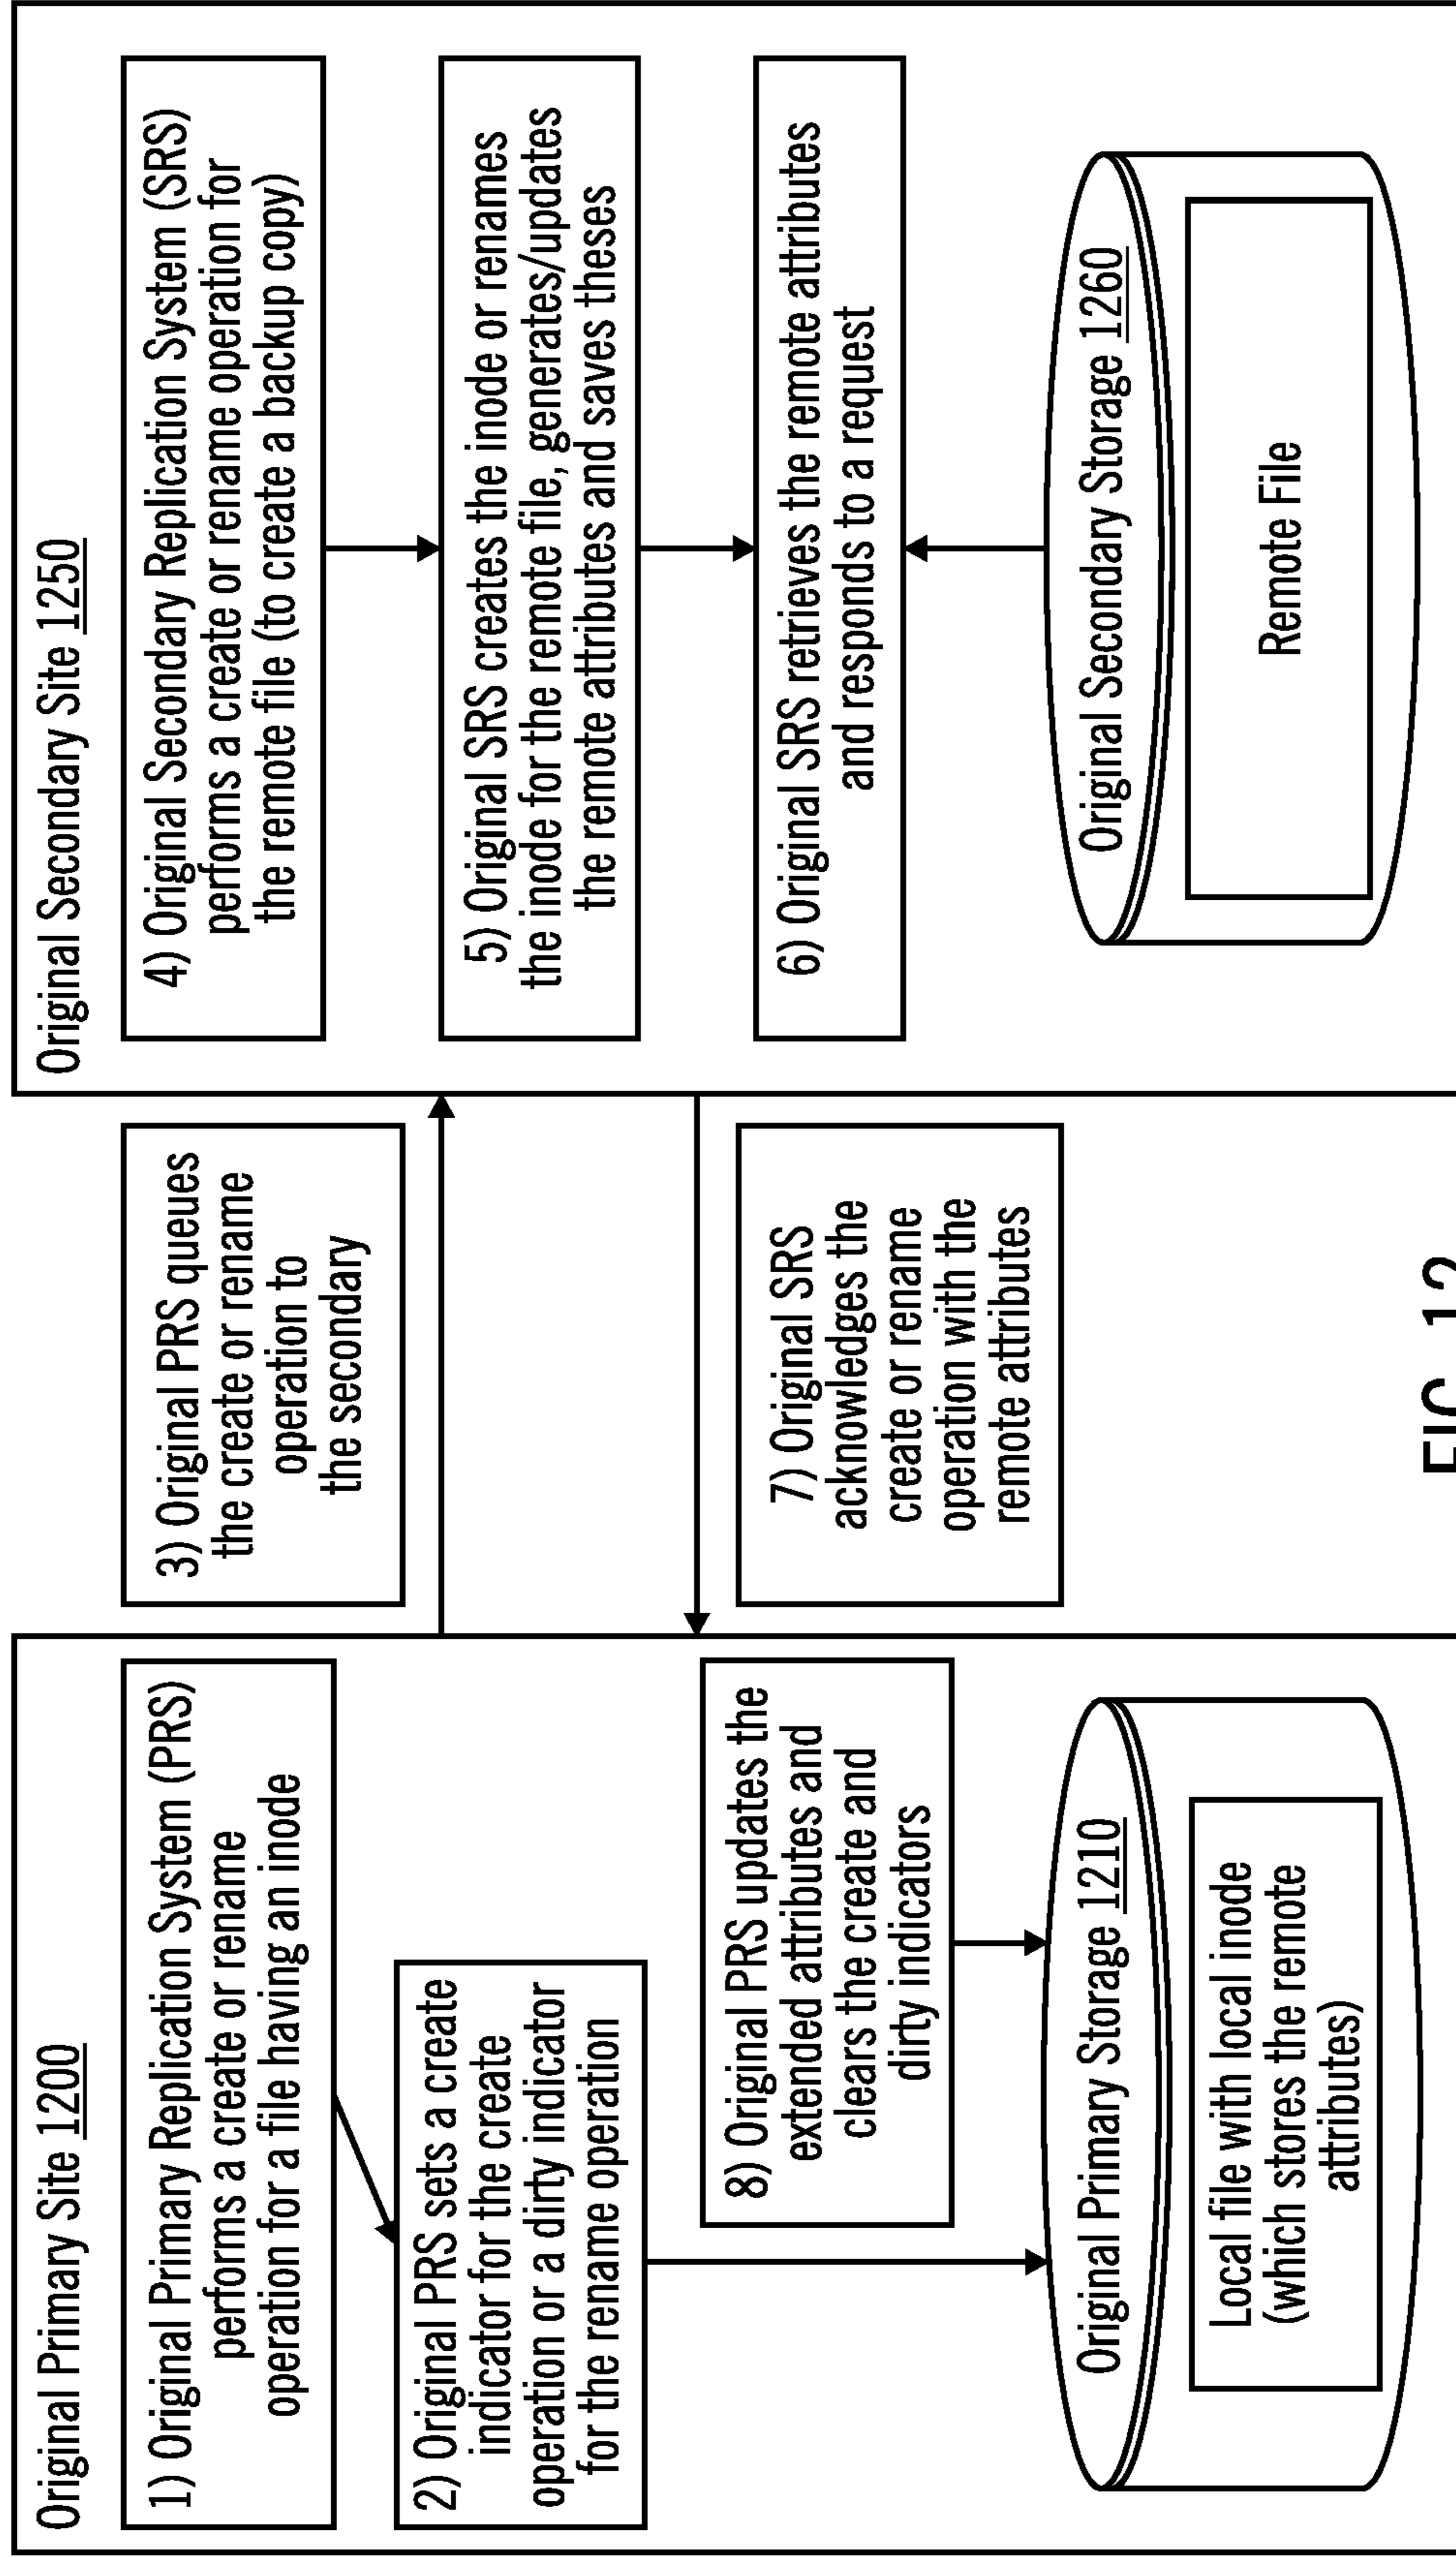 Original Primary Site 1200
1) Original Primary Replication System (PRS)
performs a create or rename
operation for a file having an inode
2) Original PRS sets a create
indicator for the create
operation or a dirty indicator
for the rename operation
3) Original PRS queues
the create or rename
operation to
the secondary
Original Secondary Site 1250
4) Original Secondary Replication System (SRS)
performs a create or rename operation for
the remote file (to create a backup copy)
5) Original SRS creates the inode or renames
the inode for the remote file, generates/updates
the remote attributes and saves theses
6) Original SRS retrieves the remote attributes
and responds to a request
Original Secondary Storage 1260
Remote File
7) Original SRS
acknowledges the
create or rename
operation with the
remote attributes
8) Original PRS updates the
extended attributes and
clears the create and
dirty indicators
Original Primary Storage 1210
Local file with local inode
(which stores the remote
attributes)